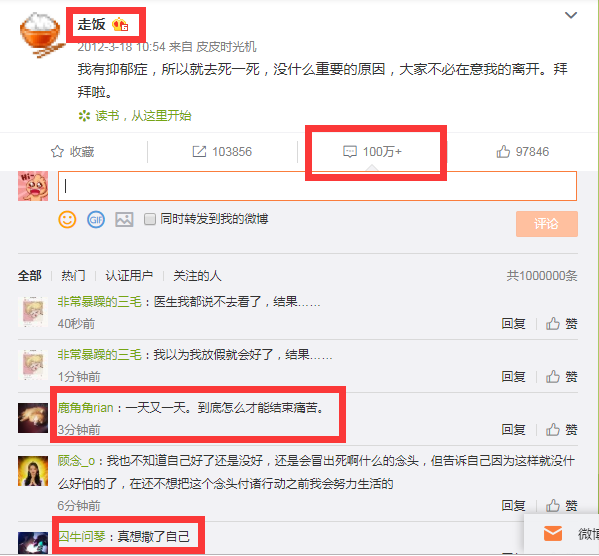 走饭
2012-3-18 10:54 来自 皮皮时光机
我有抑郁症，所以就去死一死，没什么重要的原因，大家不必在意我的离开。拜
拜啦。
读书，从这里开始
收藏 103856 100万+ 97846
GIF 同时转发到我的微博 评论
全部 热门 认证用户 关注的人 共1000000条
非常暴躁的三毛：医生我都说不去看了，结果……
40秒前 回复 赞
非常暴躁的三毛：我以为我放假就会好了，结果……
1分钟前 回复 赞
鹿角角rian：一天又一天。到底怎么才能结束痛苦。
3分钟前 回复 赞
顾念_o：我也不知道自己好了还是没好，还是会冒出死啊什么的念头，但告诉自己因为这样就没什
么好怕的了，在还不想把这个念头付诸行动之前我会努力生活的
6分钟前 回复
囚牛问琴：真想撒了自己
微博